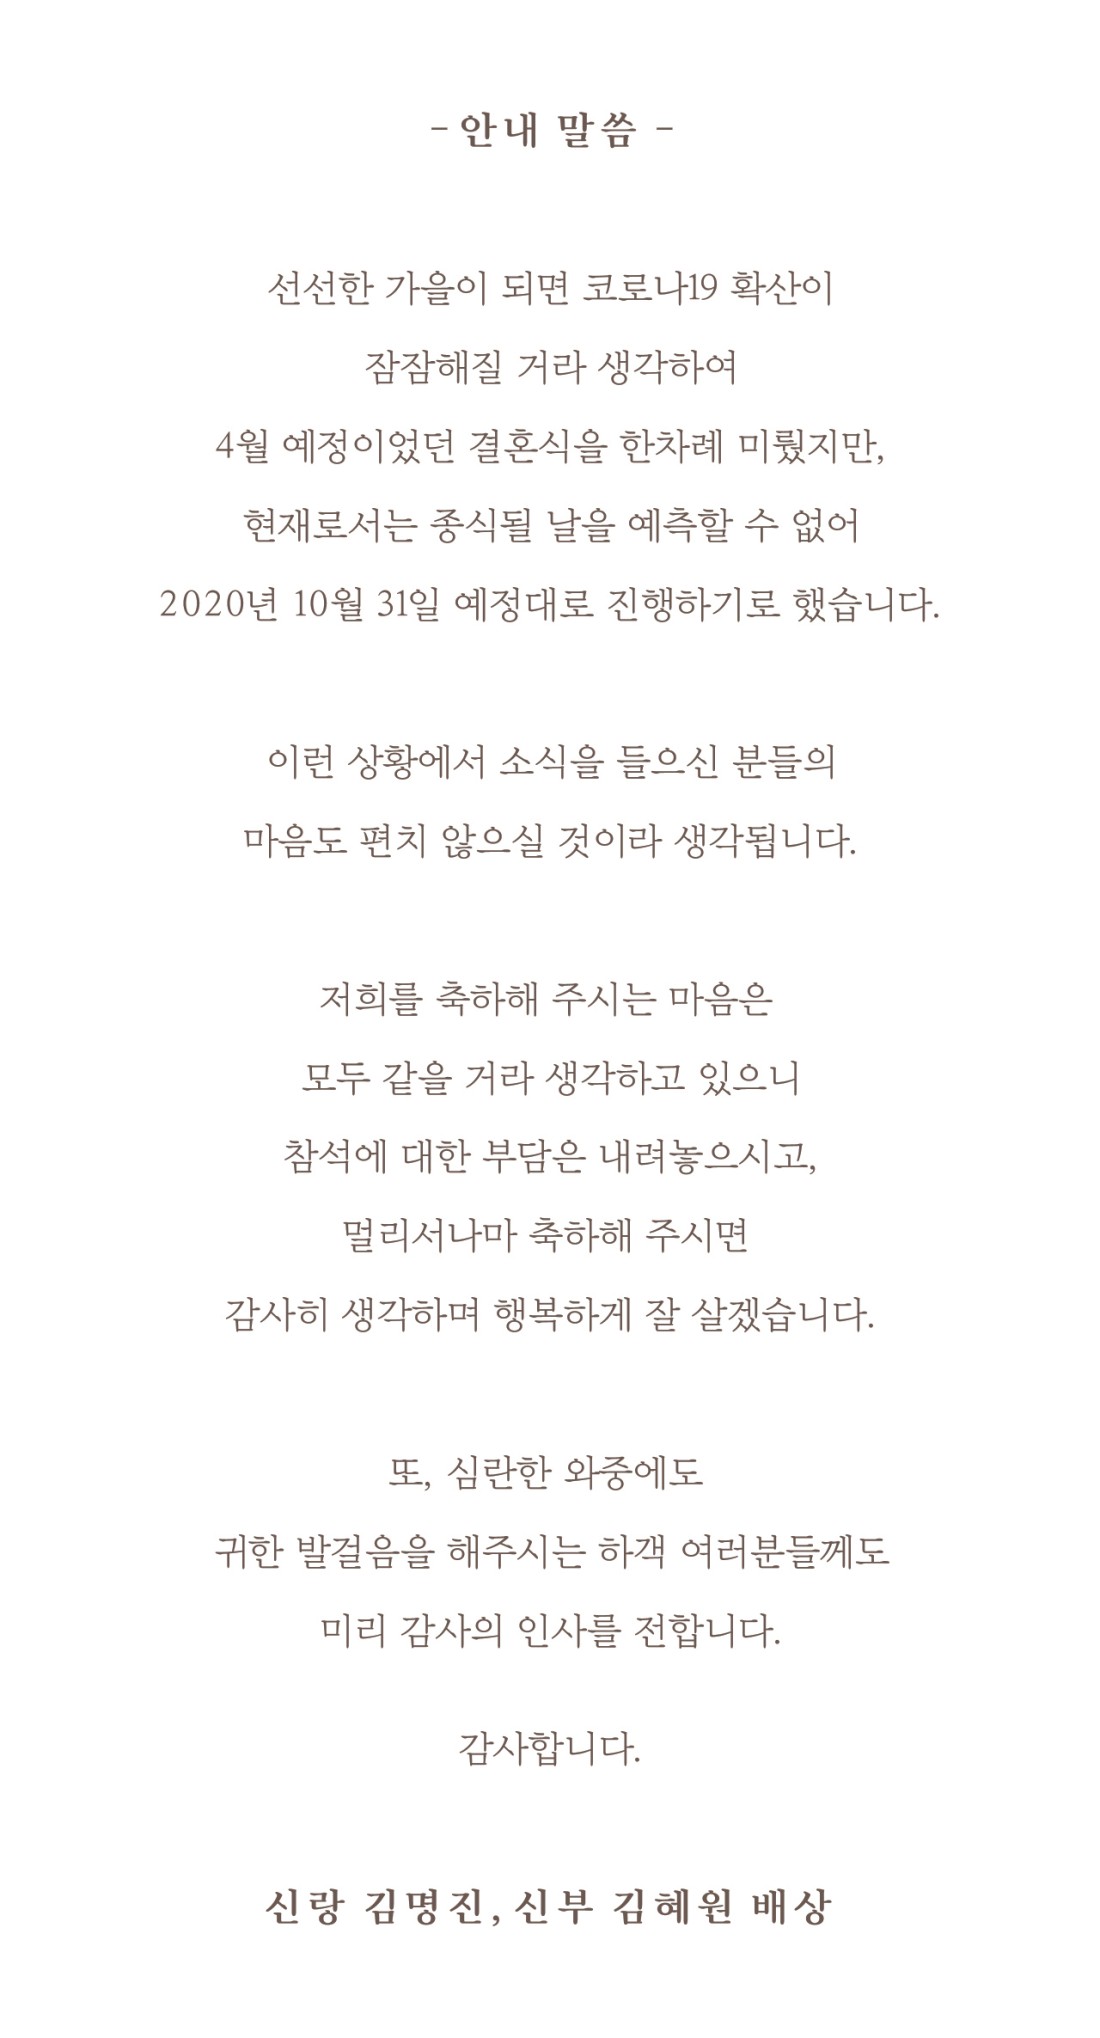 - 안내 말씀 -
선선한 가을이 되면 코로나19 확산이
잠잠해질 거라 생각하여
4월 예정이었던 결혼식을 한차례 미뤘지만,
현재로서는 종식될 날을 예측할 수 없어
2020년 10월 31일 예정대로 진행하기로 했습니다.
이런 상황에서 소식을 들으신 분들의
마음도 편치 않으실 것이라 생각됩니다.
저희를 축하해 주시는 마음은
모두 같을 거라 생각하고 있으니
참석에 대한 부담은 내려놓으시고,
멀리서나마 축하해 주시면
감사히 생각하며 행복하게 잘 살겠습니다.
또, 심란한 와중에도
귀한 발걸음을 해주시는 하객 여러분들께도
미리 감사의 인사를 전합니다.
감사합니다.
신랑 김명진, 신부 김혜원 배상